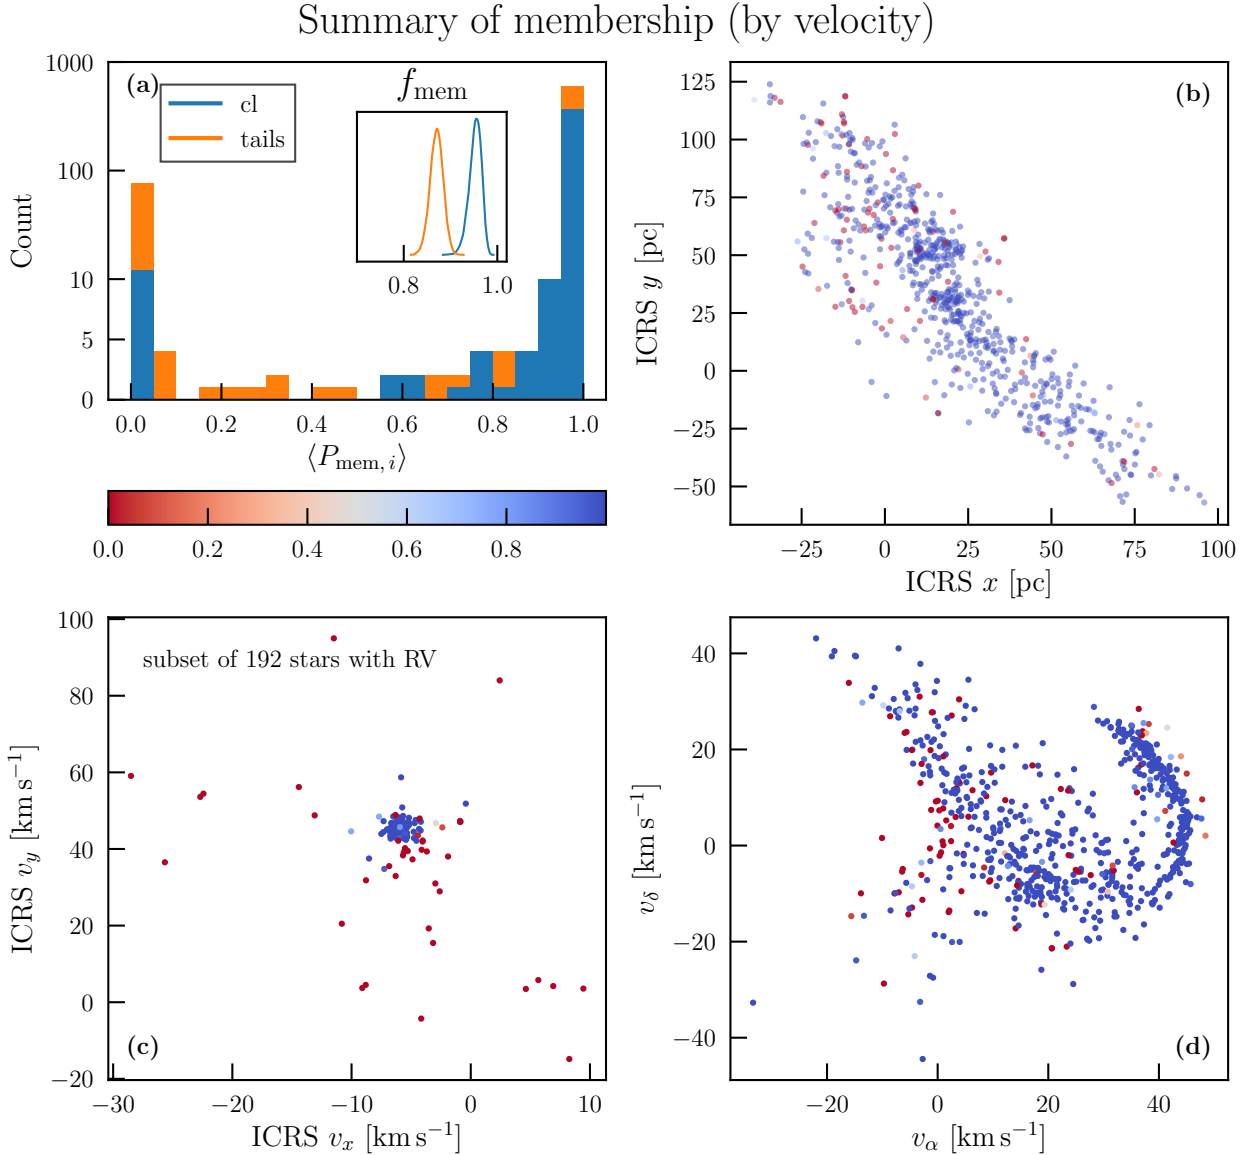 Summary of membership (by velocity)
(a)
cl
tails
f_mem
0.8 1.0
1000
100
10
5
0
Count
0.0 0.2 0.4 0.6 0.8 1.0
⟨P_mem, i⟩
0.0 0.2 0.4 0.6 0.8
(b)
125
100
75
50
25
0
−25
−50
ICRS y [pc]
−25 0 25 50 75 100
ICRS x [pc]
subset of 192 stars with RV
(c)
100
80
60
40
20
0
−20
ICRS v_y [km s⁻¹]
−30 −20 −10 0 10
ICRS v_x [km s⁻¹]
(d)
40
20
0
−20
−40
v_δ [km s⁻¹]
−20 0 20 40
v_α [km s⁻¹]